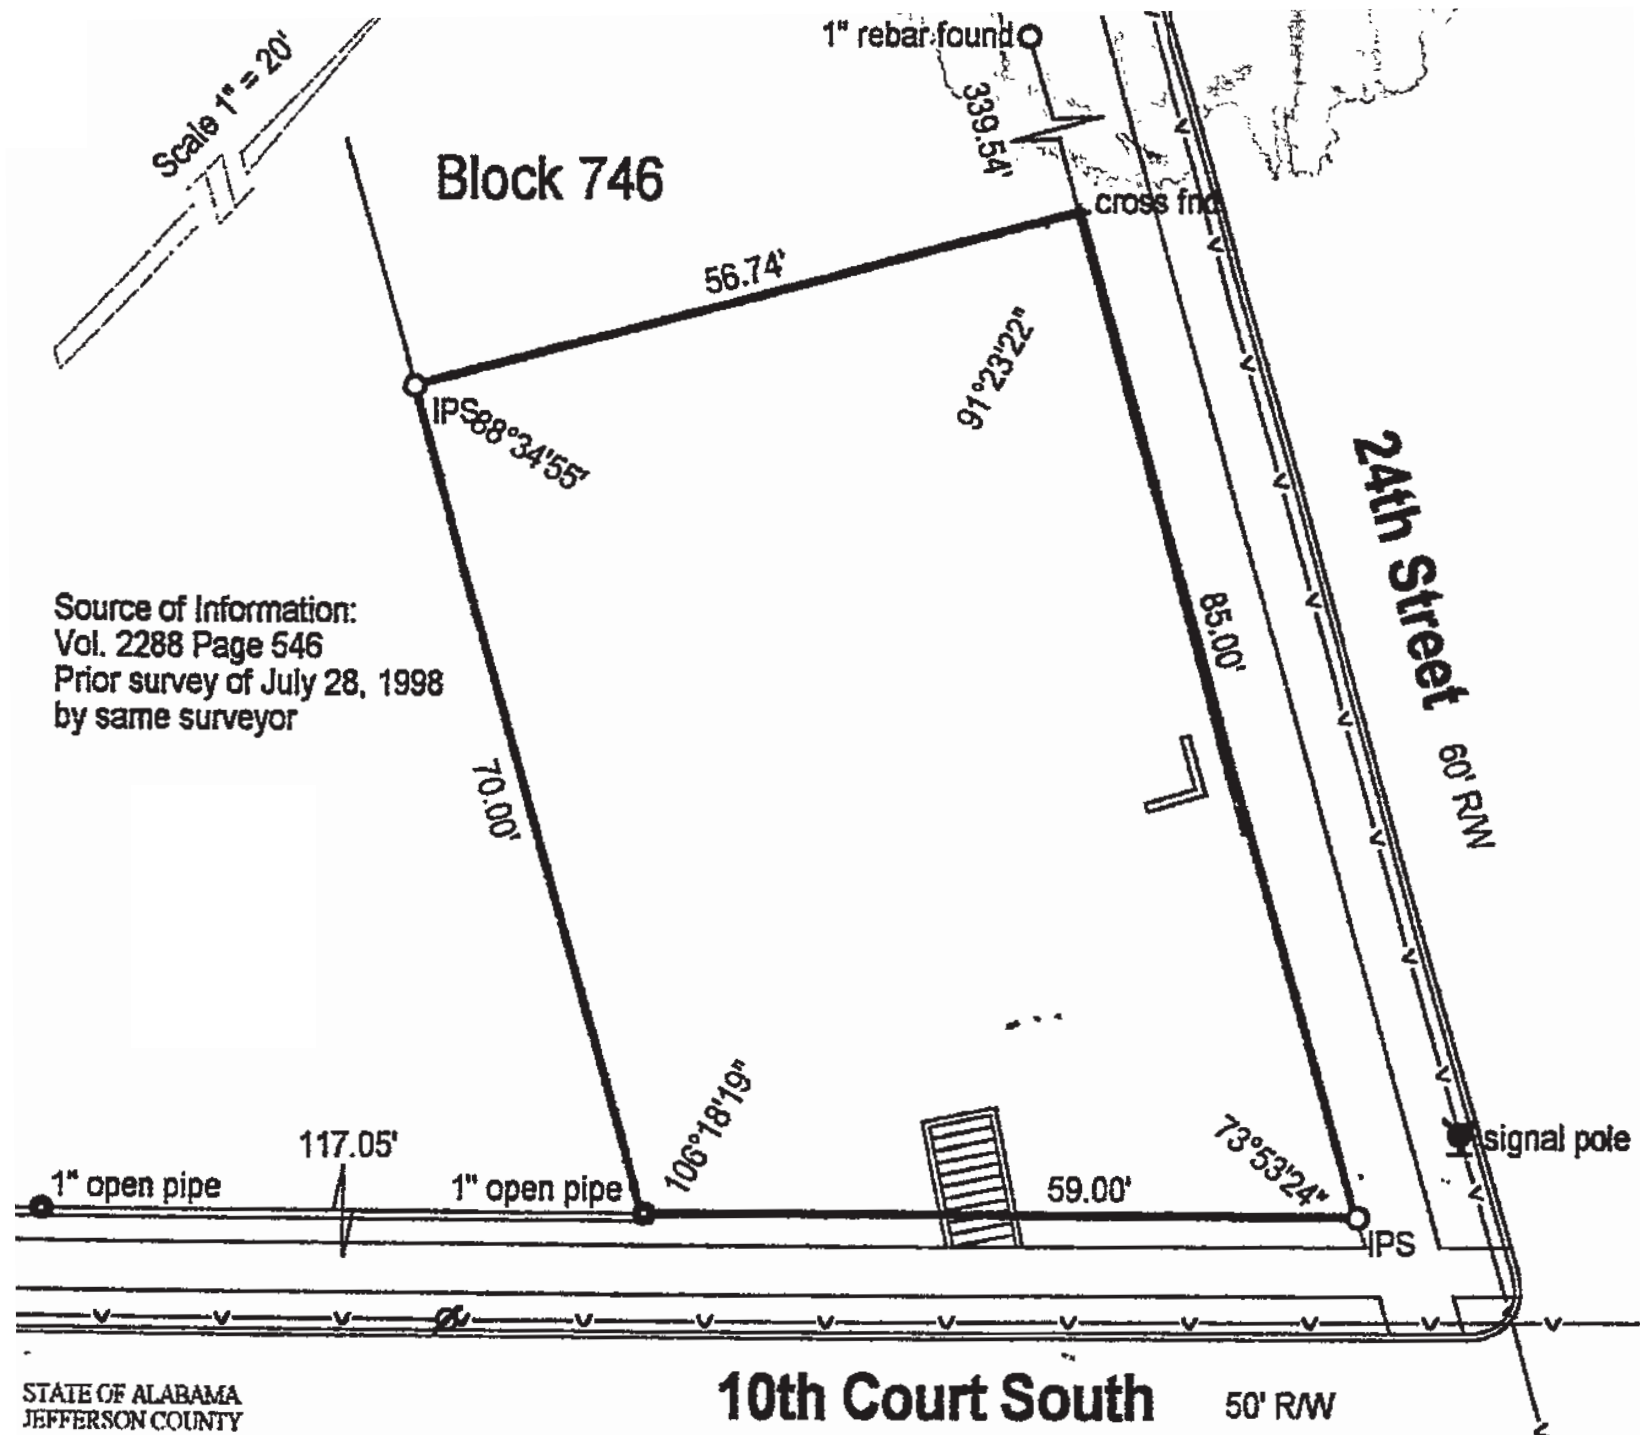 Scale 1" = 20'
1" rebar found
339.54'
Block 746
cross fnd
56.74'
91°23'22"
IPS
88°34'55"
24th Street
60' R/W
Source of Information:
Vol. 2288 Page 546
Prior survey of July 28, 1998
by same surveyor
85.00'
70.00'
106°18'19"
73°53'24"
signal pole
117.05'
1" open pipe
1" open pipe
59.00'
IPS
10th Court South
50' R/W
STATE OF ALABAMA
JEFFERSON COUNTY